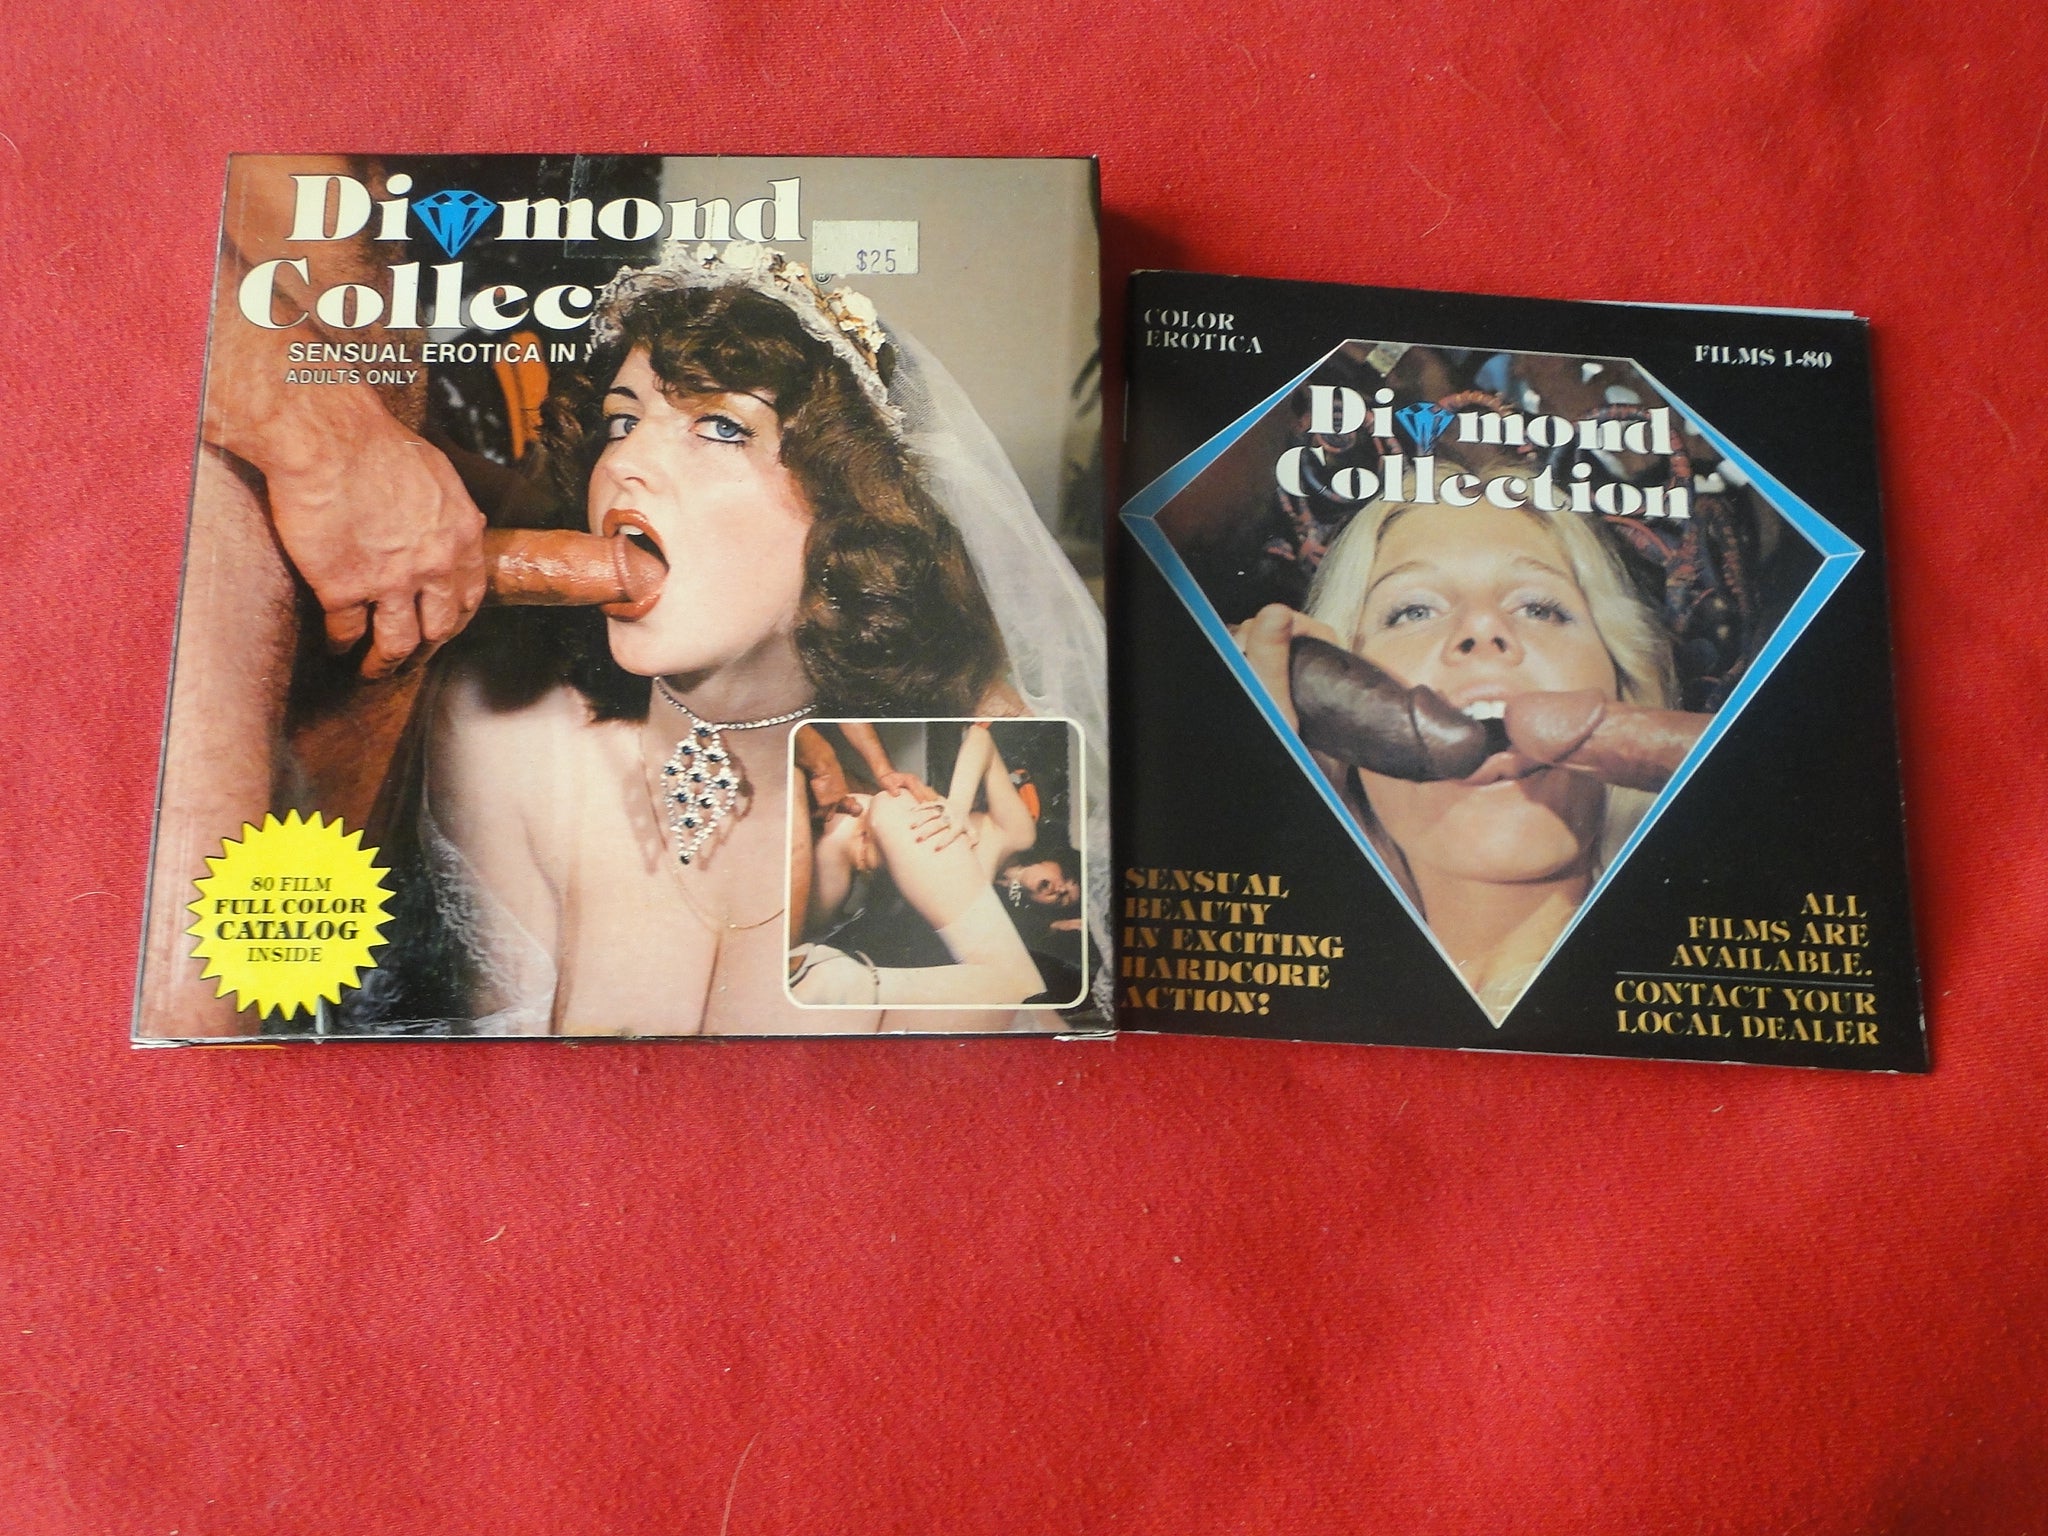 Diamond
Collec
SENSUAL EROTICA IN
ADULTS ONLY
$25
80 FILM
FULL COLOR
CATALOG
INSIDE
COLOR
EROTICA
FILMS 1-80
Diamond
Collection
SENSUAL
BEAUTY
IN EXCITING
HARDCORE
ACTION!
ALL
FILMS ARE
AVAILABLE.
CONTACT YOUR
LOCAL DEALER